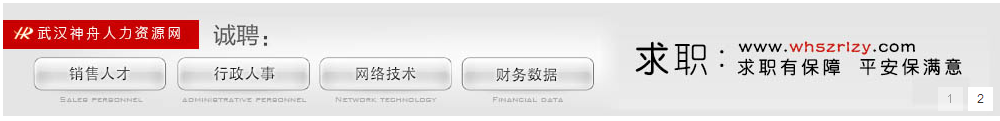 HR 武汉神舟人力资源网
诚聘：
销售人才 行政人事 网络技术 财务数据
SALES PERSONNEL ADMINISTRATIVE PERSONNEL NETWORK TECHNOLOGY FINANCIAL DATA
求职：
www.whszrlzy.com
求职有保障 平安保满意
1 2